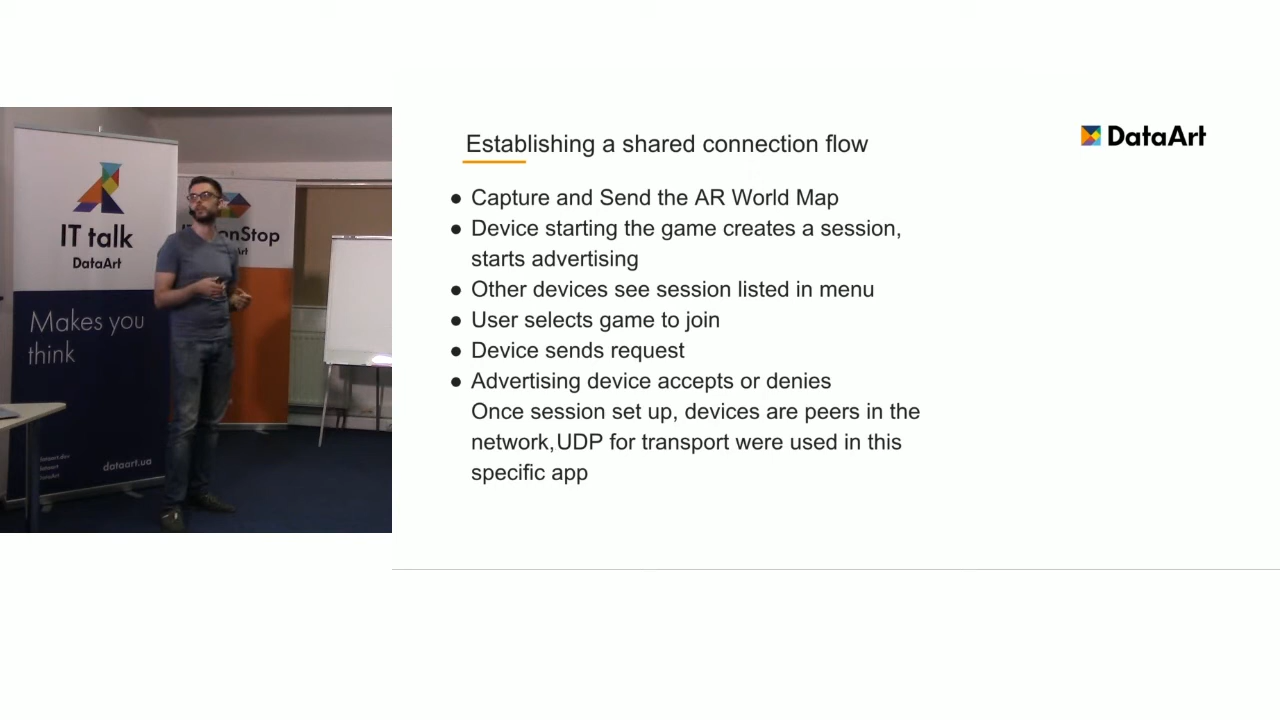 IT talk
DataArt
Makes you
think
dataart.ua
Establishing a shared connection flow
DataArt
● Capture and Send the AR World Map
● Device starting the game creates a session,
starts advertising
● Other devices see session listed in menu
● User selects game to join
● Device sends request
● Advertising device accepts or denies
Once session set up, devices are peers in the
network,UDP for transport were used in this
specific app